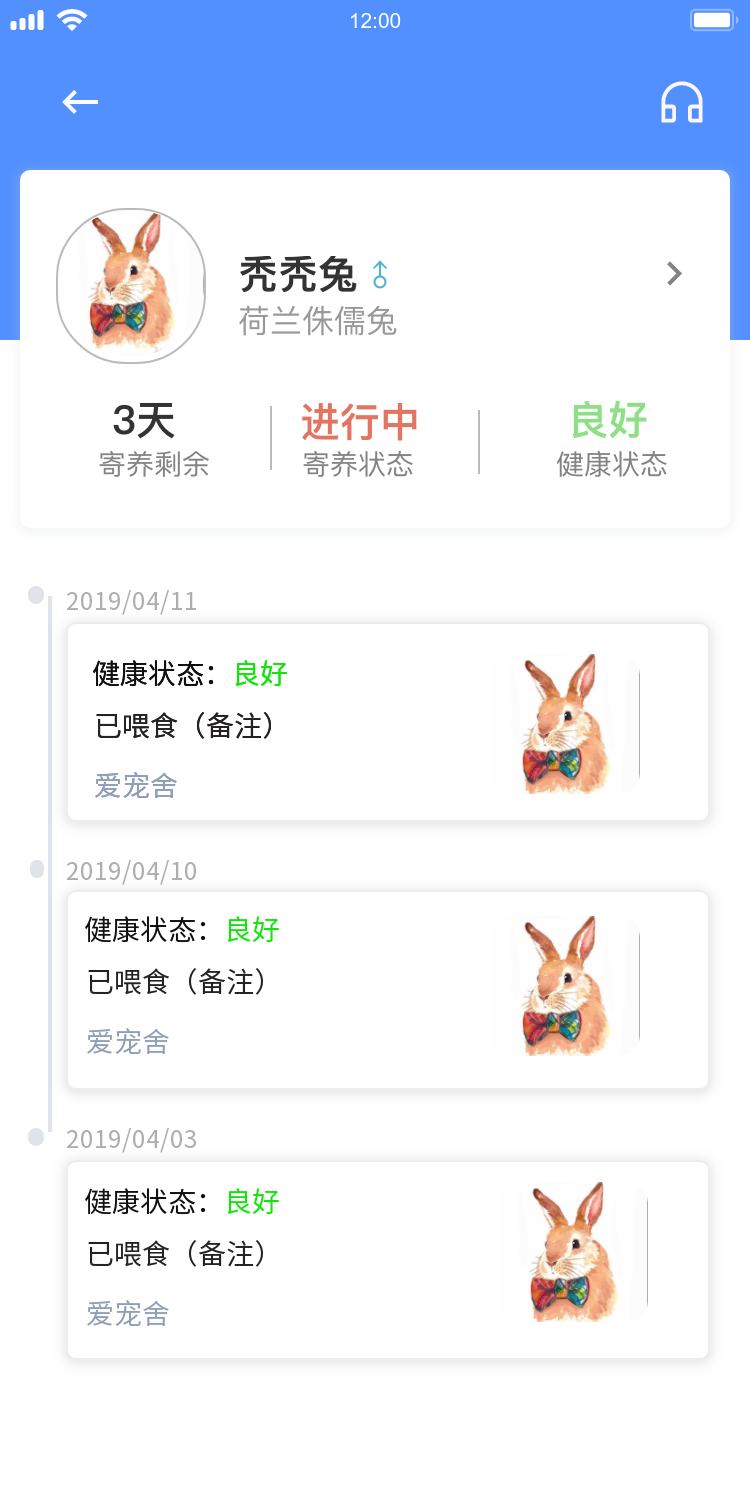 12:00
秃秃兔
荷兰侏儒兔
3天 进行中 良好
寄养剩余 寄养状态 健康状态
2019/04/11
健康状态：良好
已喂食（备注）
爱宠舍
2019/04/10
健康状态：良好
已喂食（备注）
爱宠舍
2019/04/03
健康状态：良好
已喂食（备注）
爱宠舍